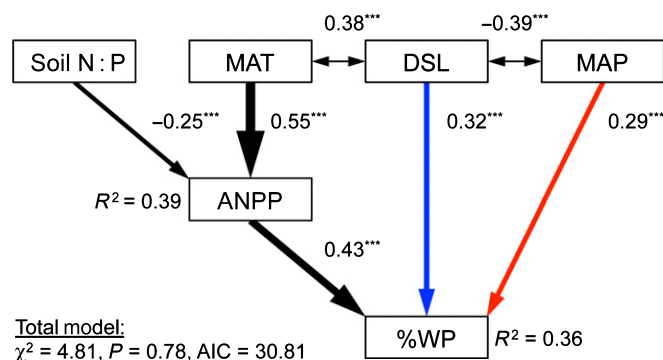 0.38*** −0.39***
Soil N : P MAT DSL MAP
−0.25*** 0.55*** 0.32*** 0.29***
R² = 0.39 ANPP
0.43***
%WP R² = 0.36
Total model:
χ² = 4.81, P = 0.78, AIC = 30.81